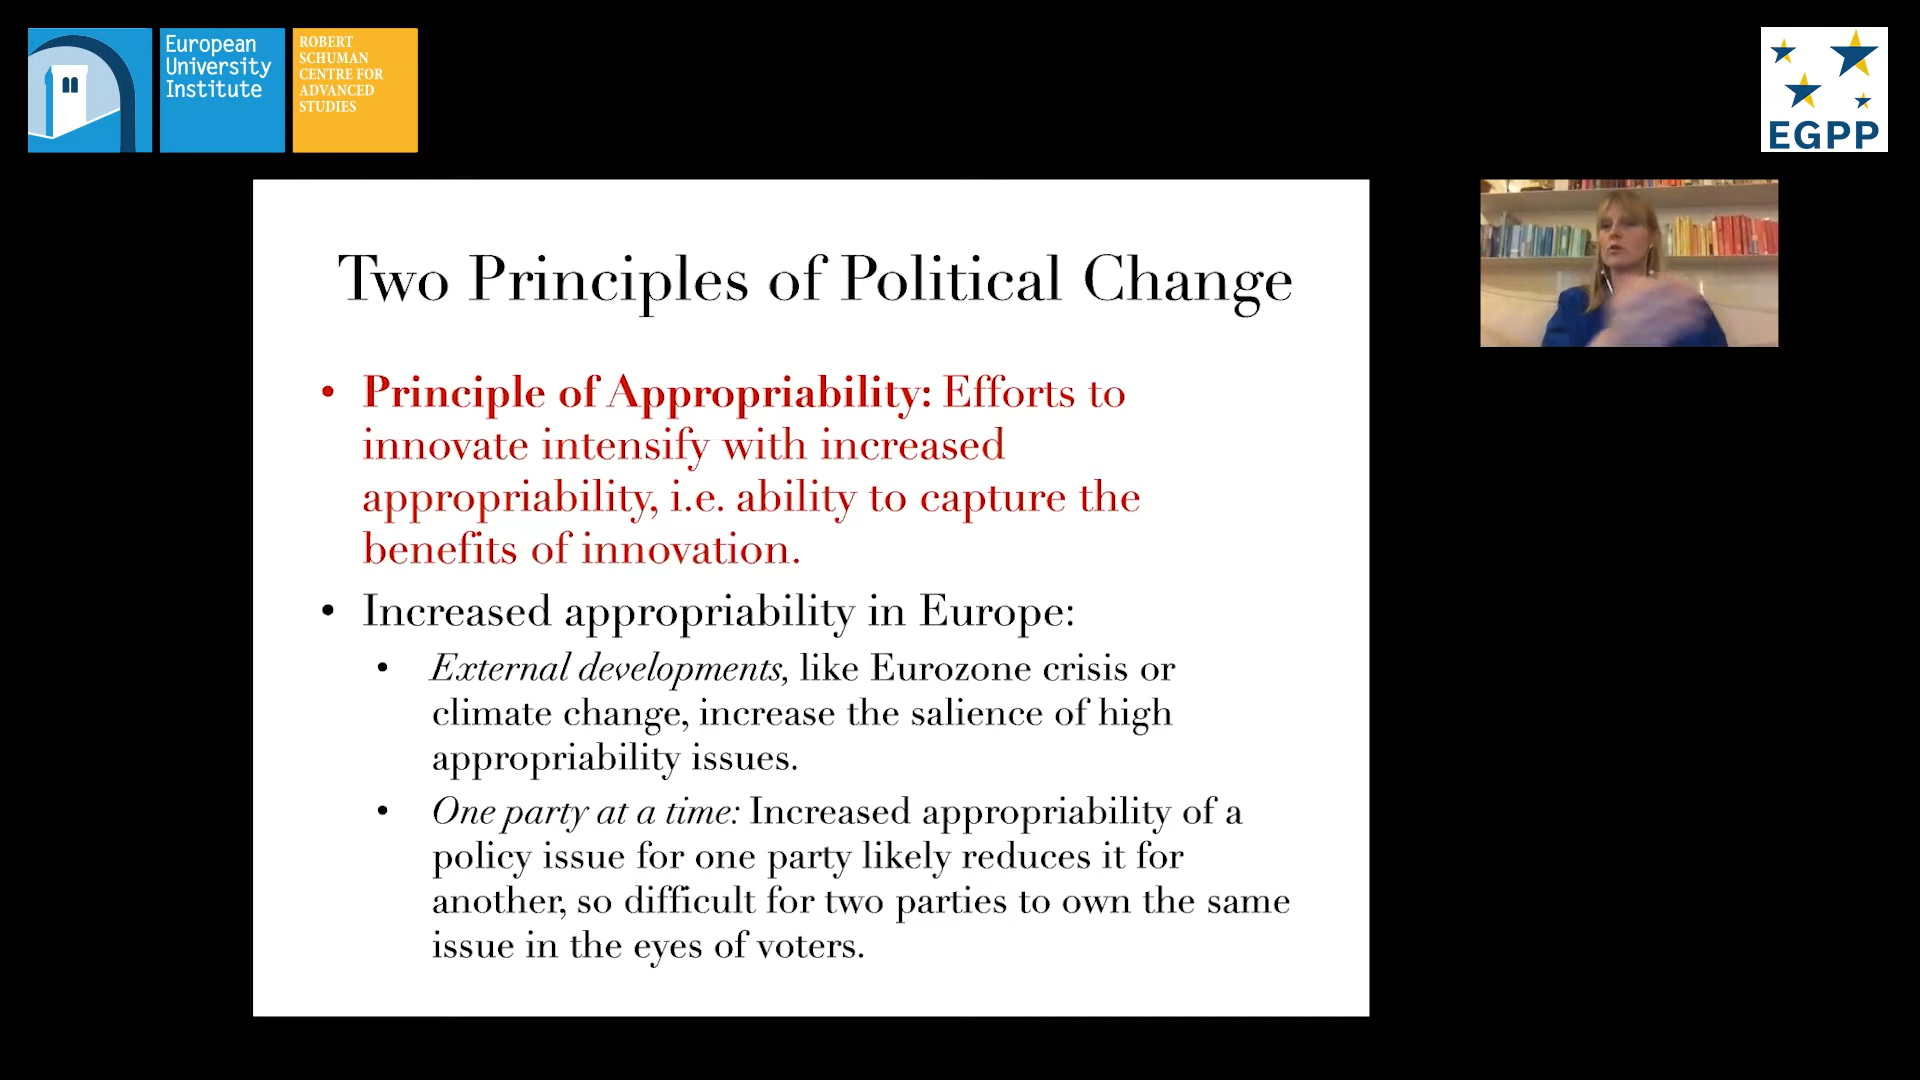 European
University
Institute
ROBERT
SCHUMAN
CENTRE FOR
ADVANCED
STUDIES
EGPP
Two Principles of Political Change
• Principle of Appropriability: Efforts to
innovate intensify with increased
appropriability, i.e. ability to capture the
benefits of innovation.
• Increased appropriability in Europe:
• External developments, like Eurozone crisis or
climate change, increase the salience of high
appropriability issues.
• One party at a time: Increased appropriability of a
policy issue for one party likely reduces it for
another, so difficult for two parties to own the same
issue in the eyes of voters.